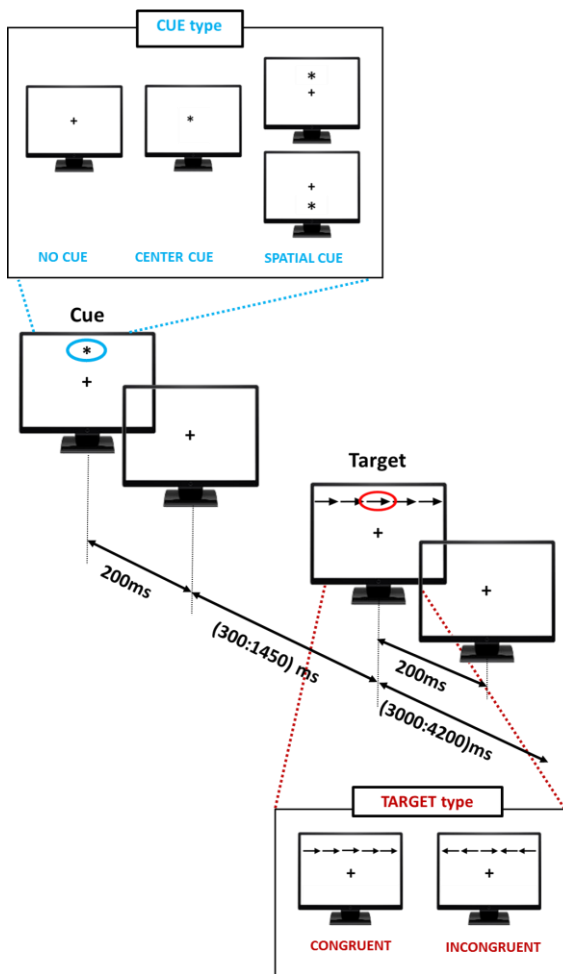 CUE type
NO CUE
CENTER CUE
SPATIAL CUE
Cue
Target
200ms
(300:1450) ms
200ms
(3000:4200)ms
TARGET type
CONGRUENT
INCONGRUENT